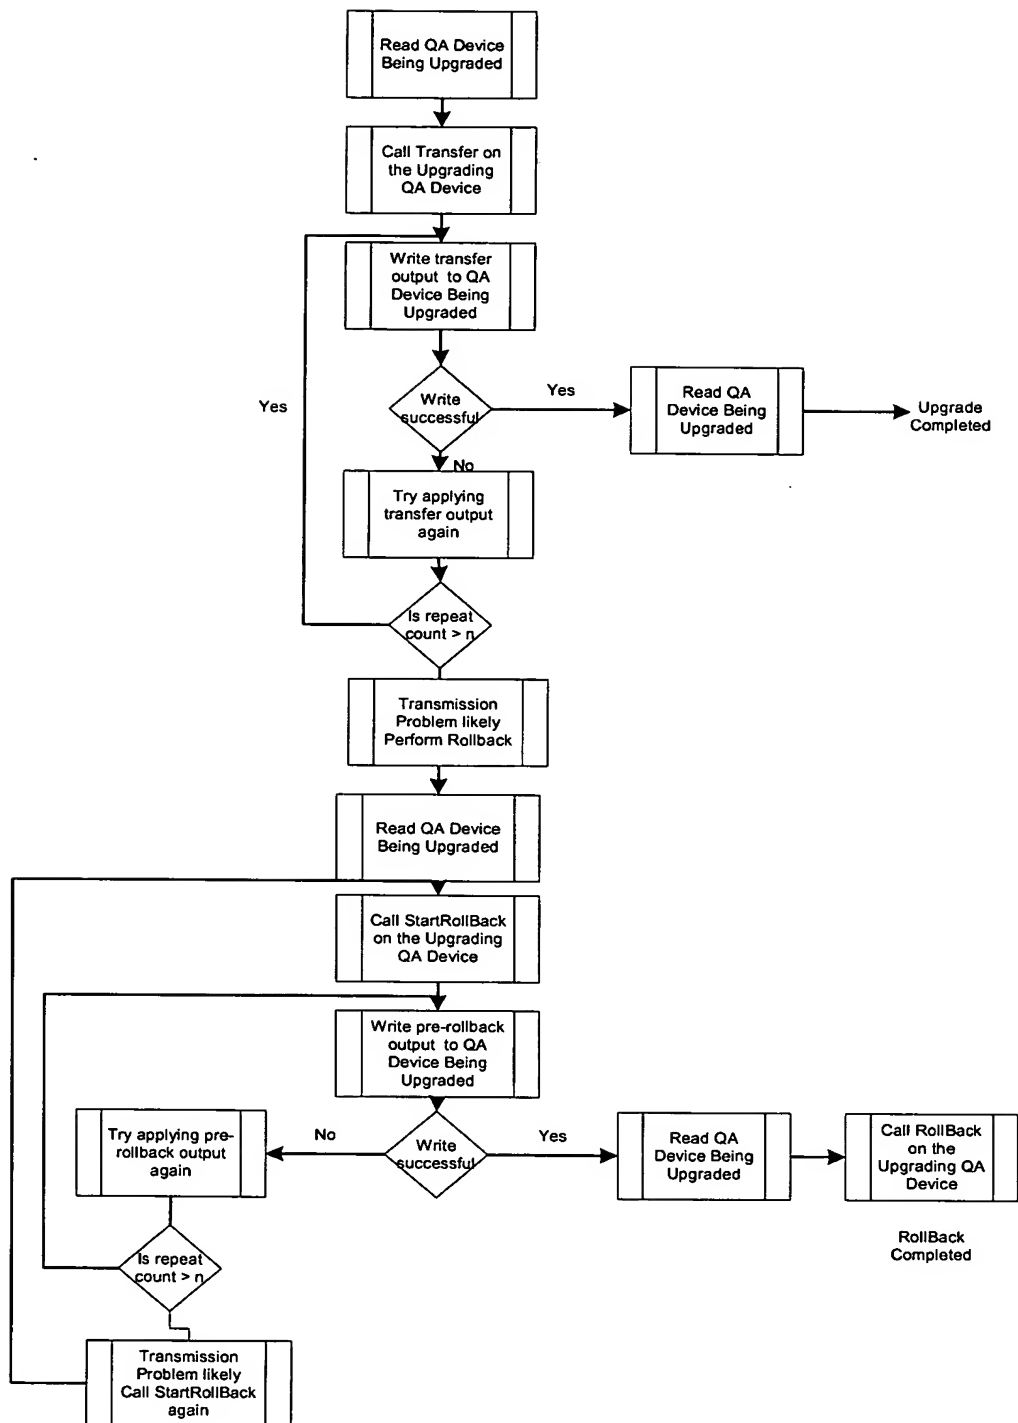 Read QA Device
Being Upgraded
Call Transfer on
the Upgrading
QA Device
Write transfer
output to QA
Device Being
Upgraded
Write
successful
Yes
Read QA
Device Being
Upgraded
Upgrade
Completed
Yes
No
Try applying
transfer output
again
Is repeat
count > n
Transmission
Problem likely
Perform Rollback
Read QA Device
Being Upgraded
Call StartRollBack
on the Upgrading
QA Device
Write pre-rollback
output to QA
Device Being
Upgraded
Write
successful
No
Try applying pre-
rollback output
again
Yes
Read QA
Device Being
Upgraded
Call RollBack
on the
Upgrading QA
Device
RollBack
Completed
Is repeat
count > n
Transmission
Problem likely
Call StartRollBack
again